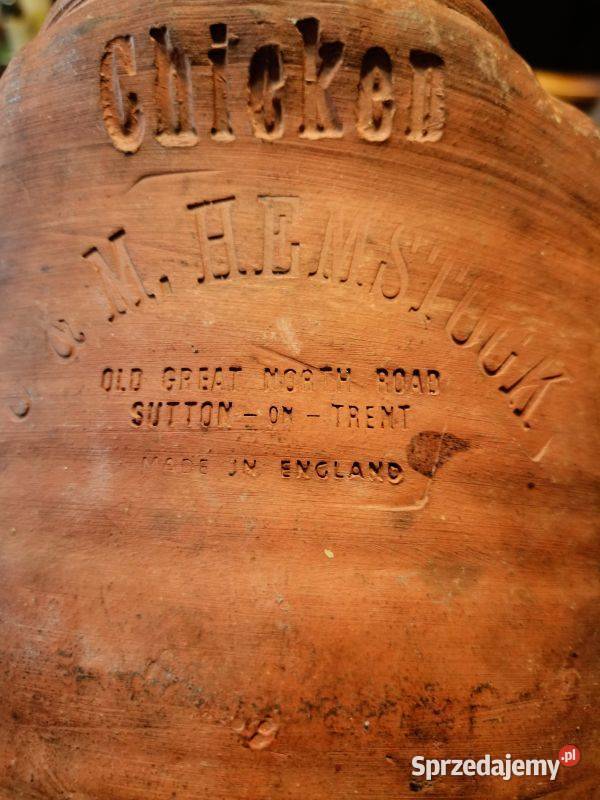 Chicken
& M. HEMSTOCK
OLD GREAT NORTH ROAD
SUTTON - ON - TRENT
MADE IN ENGLAND
Sprzedajemy.pl